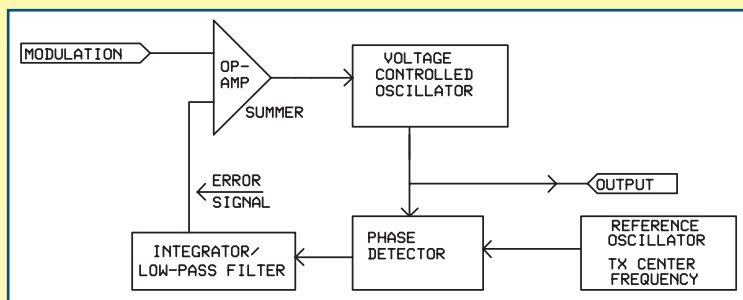 MODULATION
OP-
AMP
SUMMER
VOLTAGE
CONTROLLED
OSCILLATOR
ERROR
SIGNAL
OUTPUT
INTEGRATOR/
LOW-PASS FILTER
PHASE
DETECTOR
REFERENCE
OSCILLATOR
TX CENTER
FREQUENCY